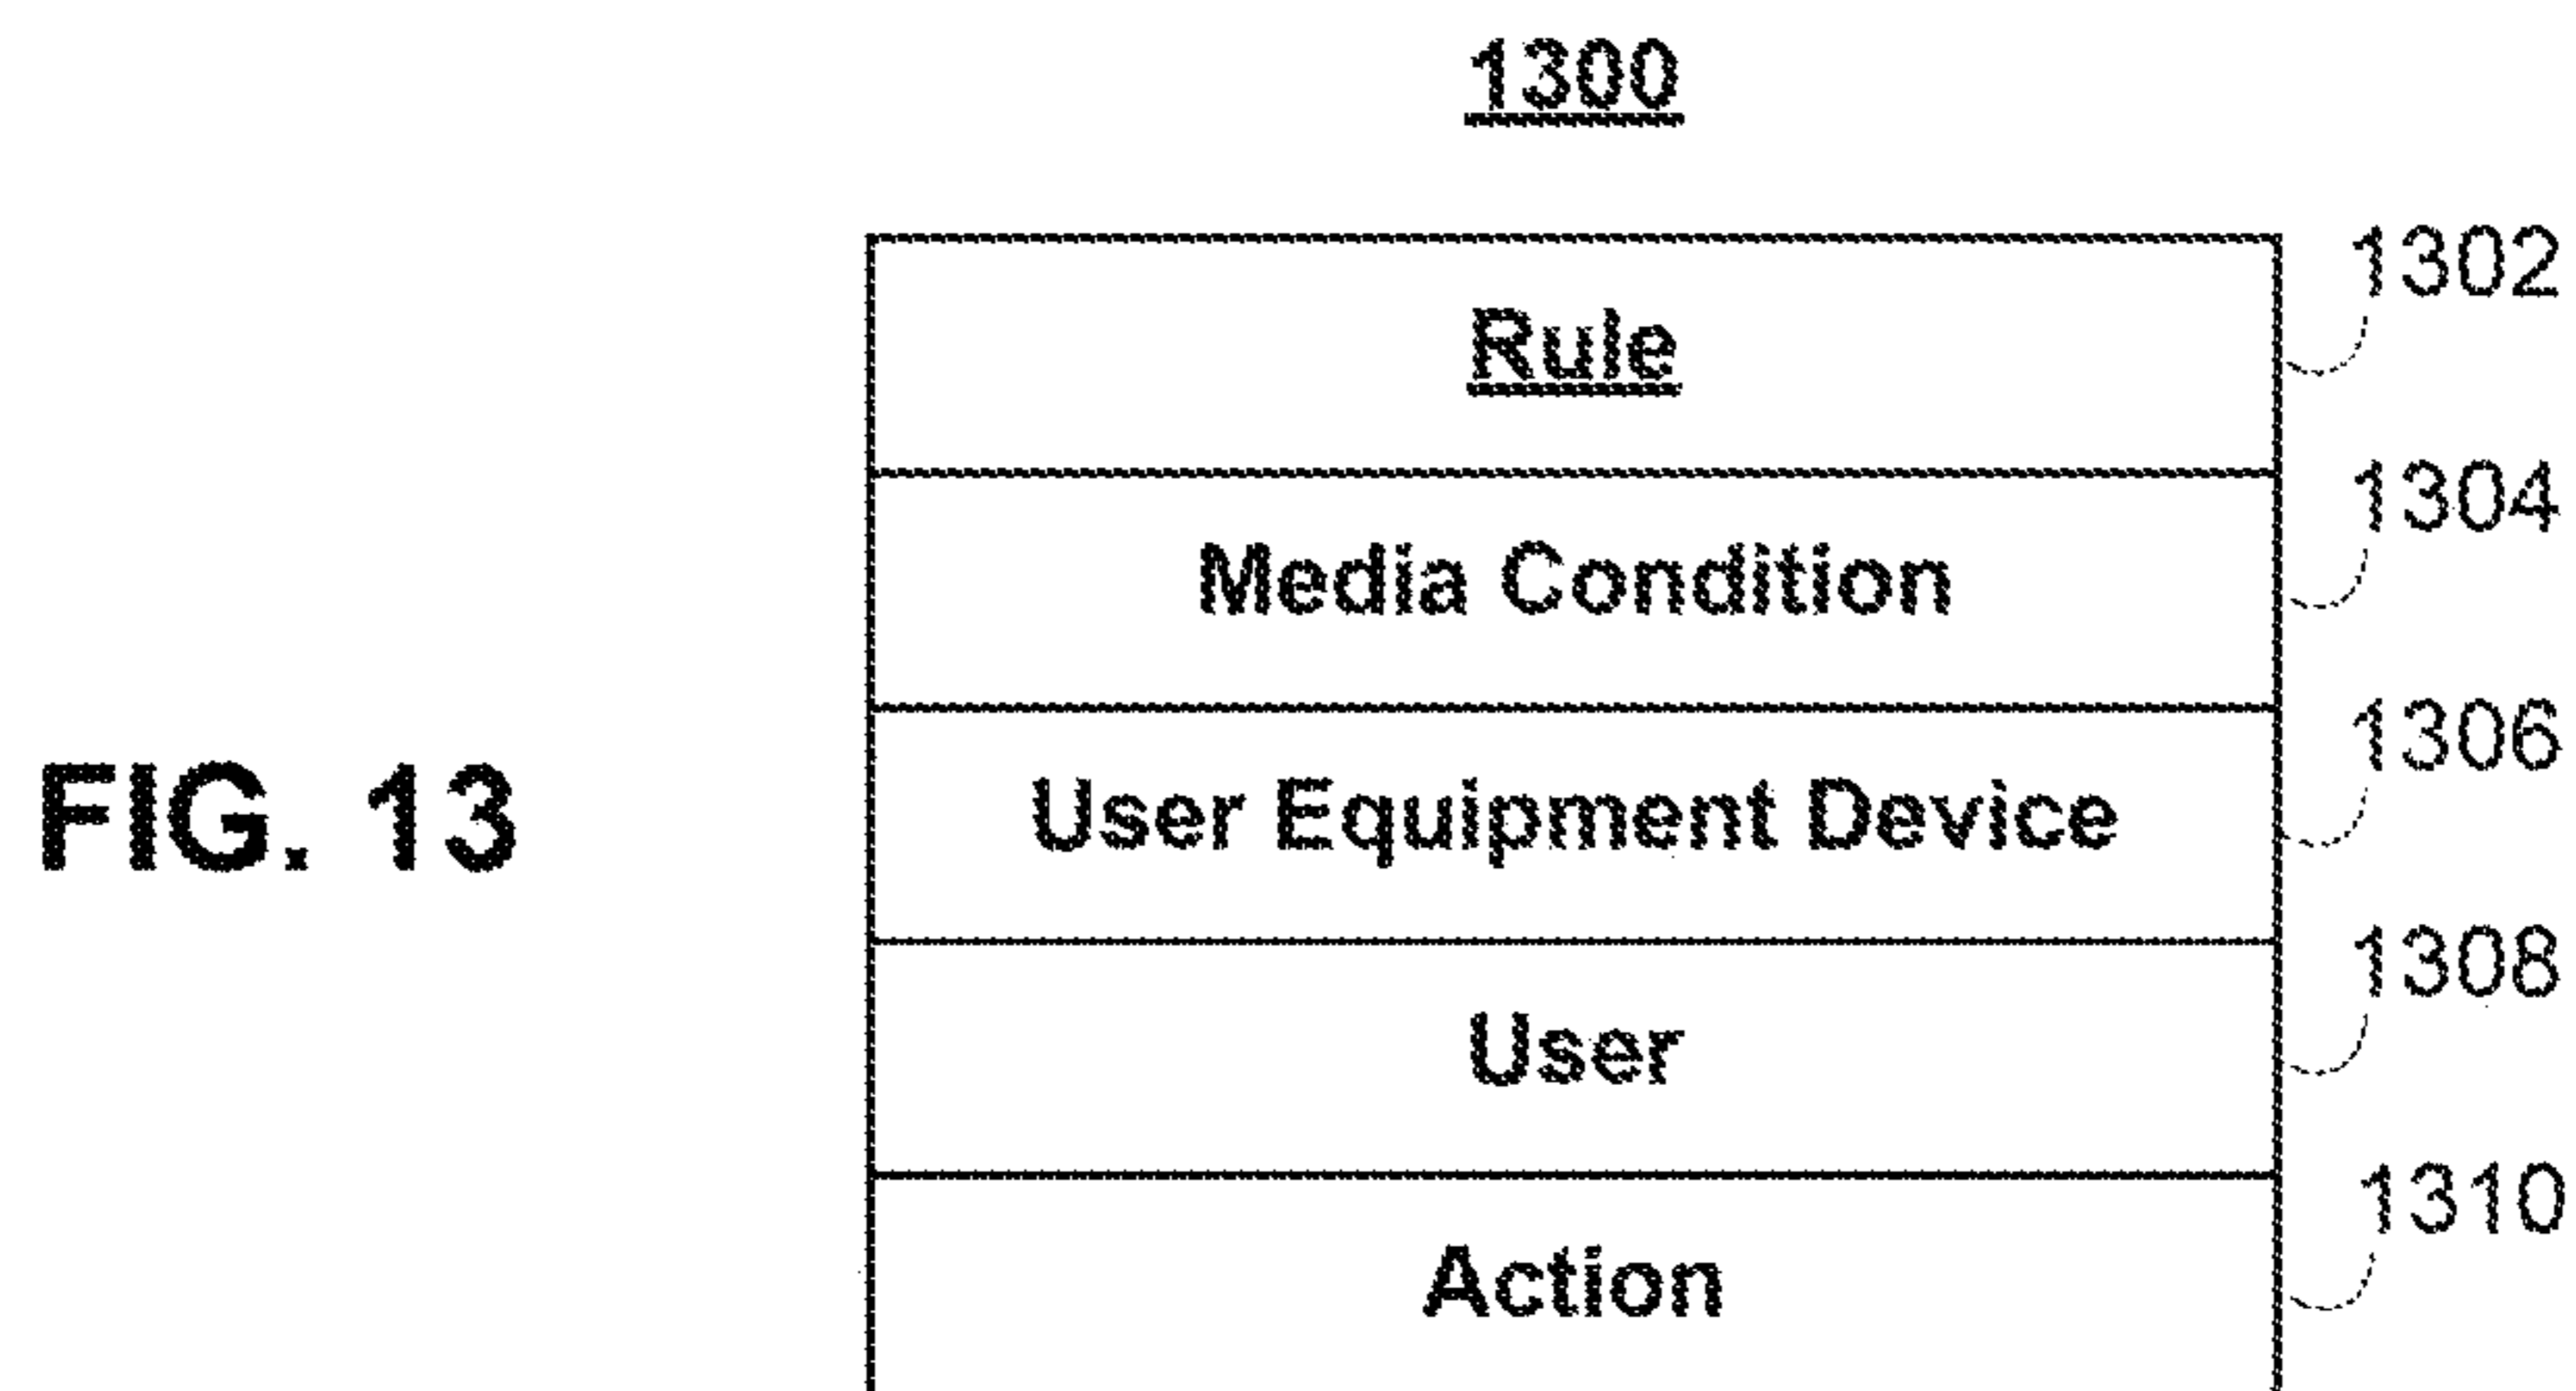 1300
Rule 1302
Media Condition 1304
FIG. 13
User Equipment Device 1306
User 1308
Action 1310